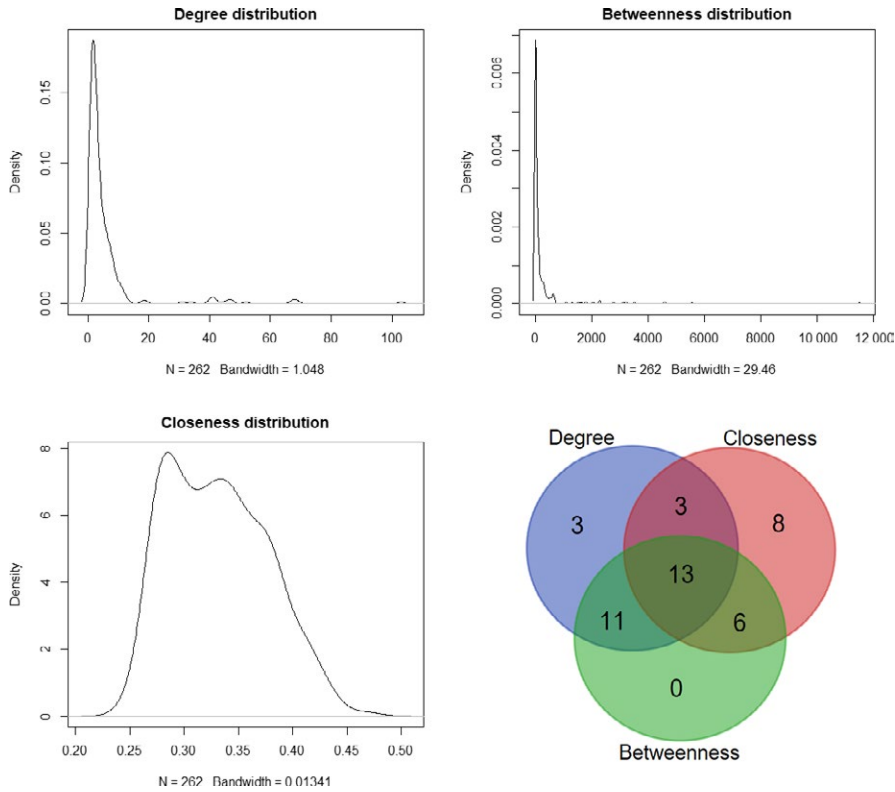 Degree distribution
Density
0.00 0.05 0.10 0.15
0 20 40 60 80 100
N = 262 Bandwidth = 1.048
Betweenness distribution
Density
0.000 0.002 0.004 0.006
0 2000 4000 6000 8000 10 000 12 000
N = 262 Bandwidth = 29.46
Closeness distribution
Density
0 2 4 6 8
0.20 0.25 0.30 0.35 0.40 0.45 0.50
N = 262 Bandwidth = 0.01341
Degree Closeness
3 3 8
13
11 6
0
Betweenness